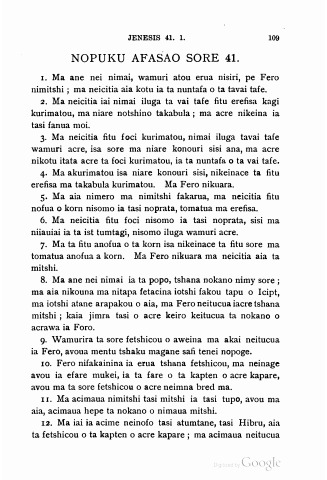 JENESIS 41. 1. 109
NOPUKU AFASAO SORE 41.
1. Ma ane nei nimai, wamuri atou erua nisiri, pe Fero
nimitshi ; ma neicitia aia kotu ia ta nuntafa o ta tavai tafe.
2. Ma neicitia iai nimai iluga ta vai tafe fitu erefisa kagi
kurimatou, ma niare notshino takabula ; ma acre nikeina ia
tasi fanua moi.
3. Ma neicitia fitu foci kurimatou, nimai iluga tavai tafe
wamuri acre, isa sore ma niare konouri sisi ana, ma acre
nikotu itata acre ta foci kurimatou, ia ta nuntafa o ta vai tafe.
4. Ma akurimatou isa niare konouri sisi, nikeinace ta fitu
erefisa ma takabula kurimatou. Ma Fero nikuara.
5. Ma aia nimero ma nimitshi fakarua, ma neicitia fitu
nofua o korn nisomo ia tasi noprata, tomatua ma erefisa.
6. Ma neicitia fitu foci nisomo ia tasi noprata, sisi ma
niiauiai ia ta ist tumtagi, nisomo iluga wamuri acre.
7. Ma ta fitu anofua o ta korn isa nikeinace ta fitu sore ma
tomatua anofua a korn. Ma Fero nikuara ma neicitia aia ta
mitshi.
8. Ma ane nei nimai ia ta popo, tshana nokano nimy sore ;
ma aia nikouna ma nitapa fetacina iotshi fakou tapu o Icipt,
ma iotshi atane arapakou o aia, ma Fero neitucua iacre tshana
mitshi ; kaia jimra tasi o acre keiro keitucua ta nokano o
acrawa ia Foro.
9. Wamurira ta sore fetshicou o aweina ma akai neitucua
ia Fero, avoua mentu tshaku magane sañ tenei nopoge.
10. Fero nifakainina ia erua tshana fetshicou, ma neinage
avou ia efare mukei, ia ta fare o ta kapten o acre kapare,
avou ma ta sore fetshicou o acre neimna bred ma.
11. Ma acimaua nimitshi tasi mitshi ia tasi tupo, avou ma
aia, acimaua hepe ta nokano o nimaua mitshi.
12. Ma iai ia acime neinofo tasi atumtane, tasi Hibru, aia
ta fetshicou o ta kapten o acre kapare ; ma acimaua neitucua
Digitized by Google